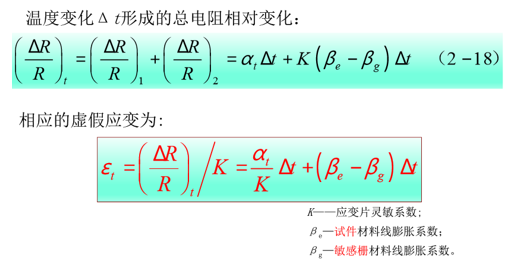 温度变化Δt形成的总电阻相对变化：
(ΔR/R)_t = (ΔR/R)_1 + (ΔR/R)_2 = α_t Δt + K(β_e − β_g) Δt （2－18）
相应的虚假应变为:
ε_t = (ΔR/R)_t / K = α_t/K Δt + (β_e − β_g) Δt
K——应变片灵敏系数;
β_e—试件材料线膨胀系数；
β_g—敏感栅材料线膨胀系数。